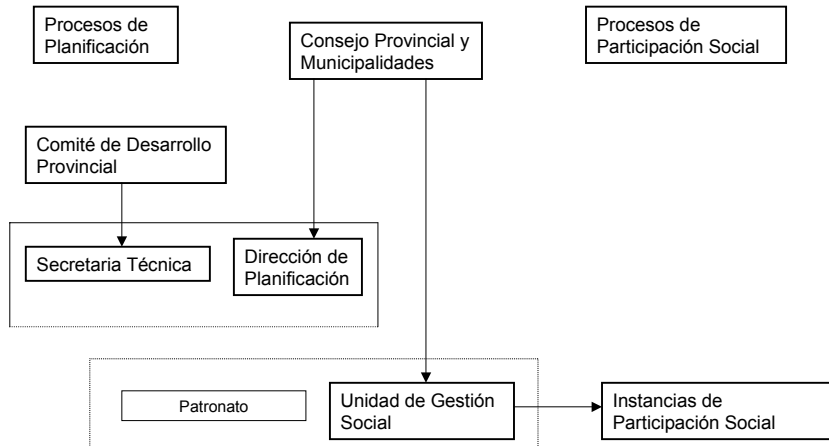 Procesos de
Planificación
Consejo Provincial y
Municipalidades
Procesos de
Participación Social
Comité de Desarrollo
Provincial
Secretaria Técnica
Dirección de
Planificación
Patronato
Unidad de Gestión
Social
Instancias de
Participación Social